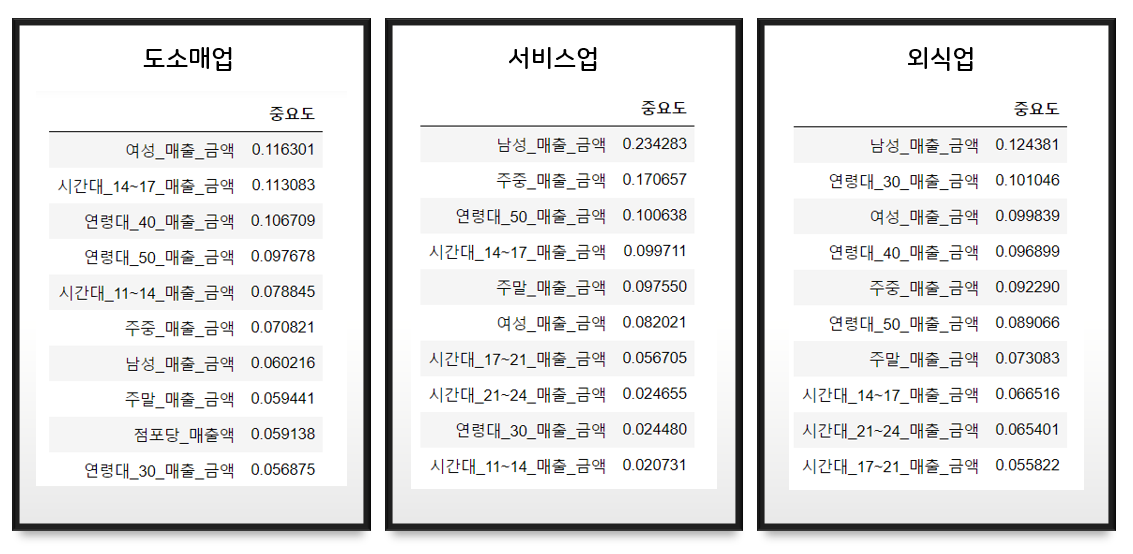 도소매업
중요도
여성_매출_금액 0.116301
시간대_14~17_매출_금액 0.113083
연령대_40_매출_금액 0.106709
연령대_50_매출_금액 0.097678
시간대_11~14_매출_금액 0.078845
주중_매출_금액 0.070821
남성_매출_금액 0.060216
주말_매출_금액 0.059441
점포당_매출액 0.059138
연령대_30_매출_금액 0.056875
서비스업
중요도
남성_매출_금액 0.234283
주중_매출_금액 0.170657
연령대_50_매출_금액 0.100638
시간대_14~17_매출_금액 0.099711
주말_매출_금액 0.097550
여성_매출_금액 0.082021
시간대_17~21_매출_금액 0.056705
시간대_21~24_매출_금액 0.024655
연령대_30_매출_금액 0.024480
시간대_11~14_매출_금액 0.020731
외식업
중요도
남성_매출_금액 0.124381
연령대_30_매출_금액 0.101046
여성_매출_금액 0.099839
연령대_40_매출_금액 0.096899
주중_매출_금액 0.092290
연령대_50_매출_금액 0.089066
주말_매출_금액 0.073083
시간대_14~17_매출_금액 0.066516
시간대_21~24_매출_금액 0.065401
시간대_17~21_매출_금액 0.055822